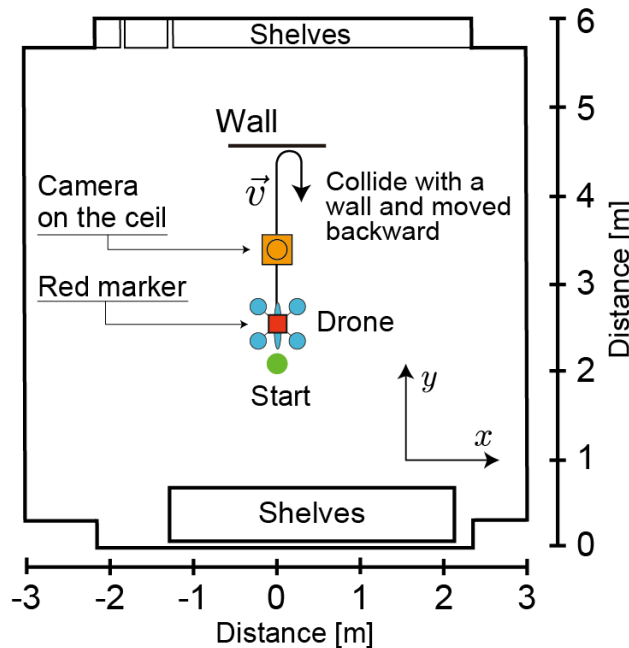 Shelves
Wall
Camera
on the ceil
Red marker
v⃗
Collide with a
wall and moved
backward
Drone
Start
y
x
Shelves
6
5
4
3
2
1
0
Distance [m]
-3 -2 -1 0 1 2 3
Distance [m]